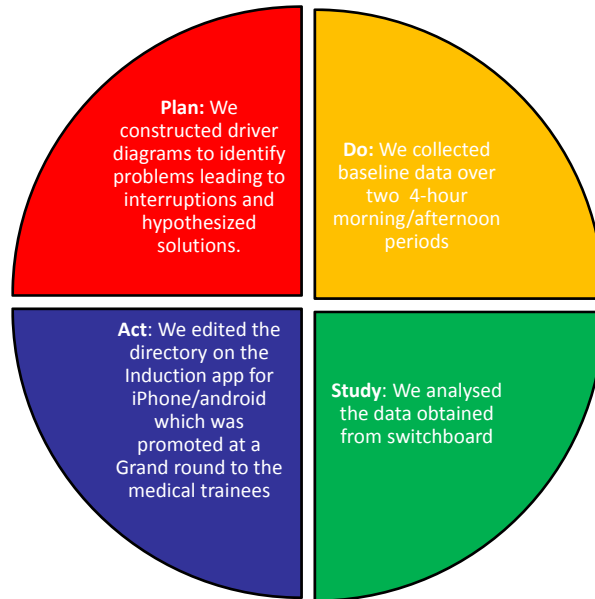 Plan: We
constructed driver
diagrams to identify
problems leading to
interruptions and
hypothesized
solutions.
Do: We collected
baseline data over
two 4-hour
morning/afternoon
periods
Act: We edited the
directory on the
Induction app for
iPhone/android
which was
promoted at a
Grand round to the
medical trainees
Study: We analysed
the data obtained
from switchboard